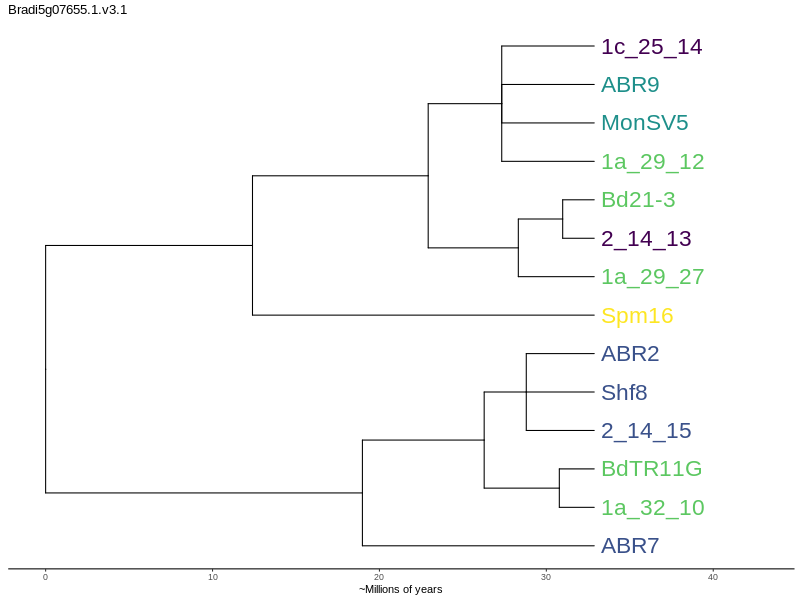 Bradi5g07655.1.v3.1
1c_25_14
ABR9
MonSV5
1a_29_12
Bd21-3
2_14_13
1a_29_27
Spm16
ABR2
Shf8
2_14_15
BdTR11G
1a_32_10
ABR7
0 10 20 30 40
~Millions of years